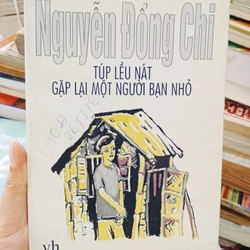 Nguyễn Đổng Chi
TÚP LỀU NÁT
GẶP LẠI MỘT NGƯỜI BẠN NHỎ
vh